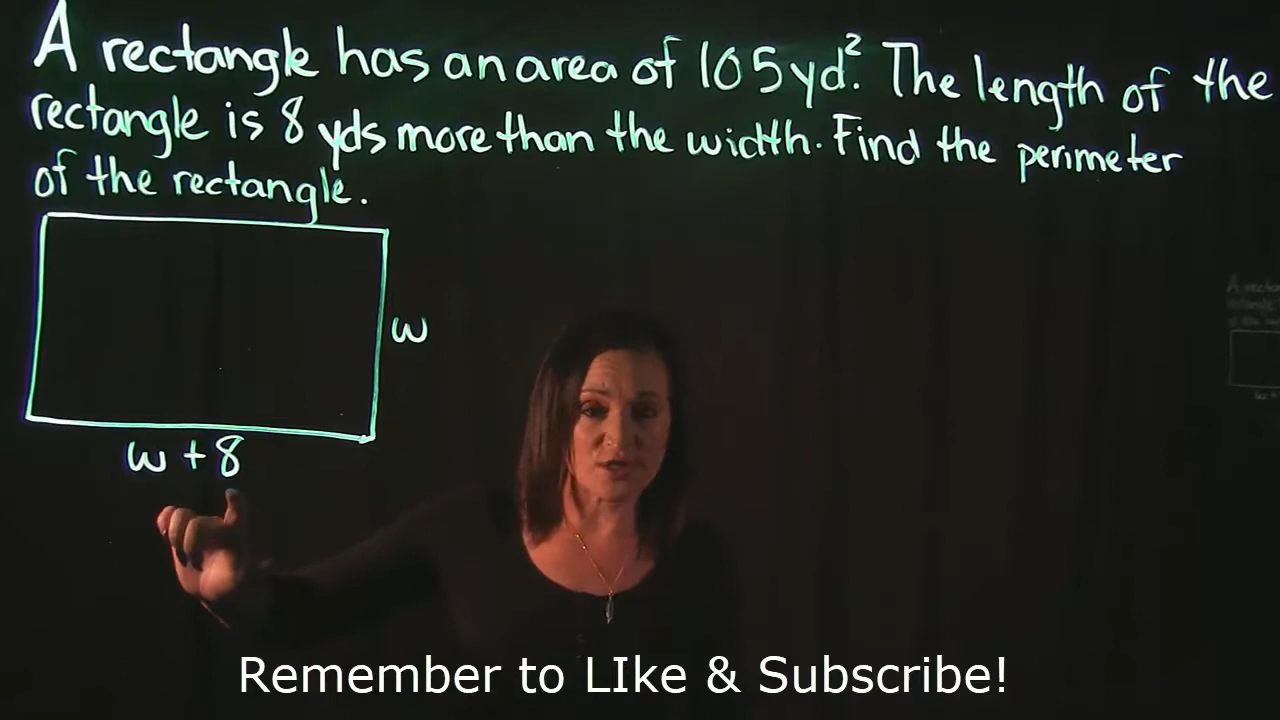 A rectangle has an area of 105 yd². The length of the
rectangle is 8 yds more than the width. Find the perimeter
of the rectangle.
w
w + 8
Remember to LIke & Subscribe!